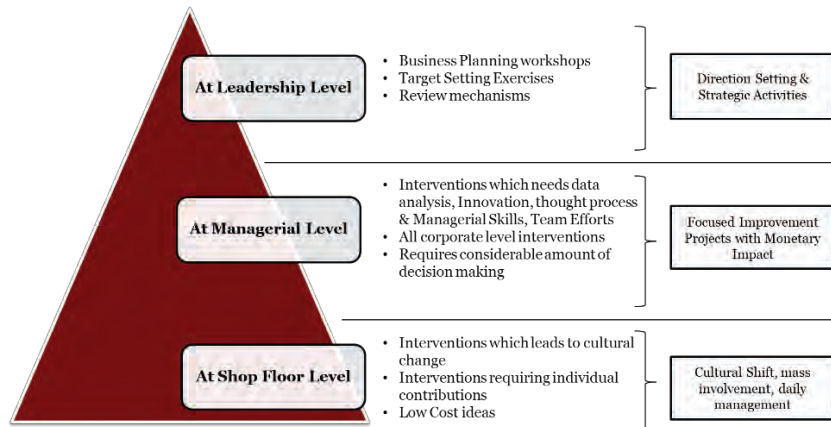 At Leadership Level
• Business Planning workshops
• Target Setting Exercises
• Review mechanisms
Direction Setting &
Strategic Activities
At Managerial Level
• Interventions which needs data
analysis, Innovation, thought process
& Managerial Skills, Team Efforts
• All corporate level interventions
• Requires considerable amount of
decision making
Focused Improvement
Projects with Monetary
Impact
At Shop Floor Level
• Interventions which leads to cultural
change
• Interventions requiring individual
contributions
• Low Cost ideas
Cultural Shift, mass
involvement, daily
management